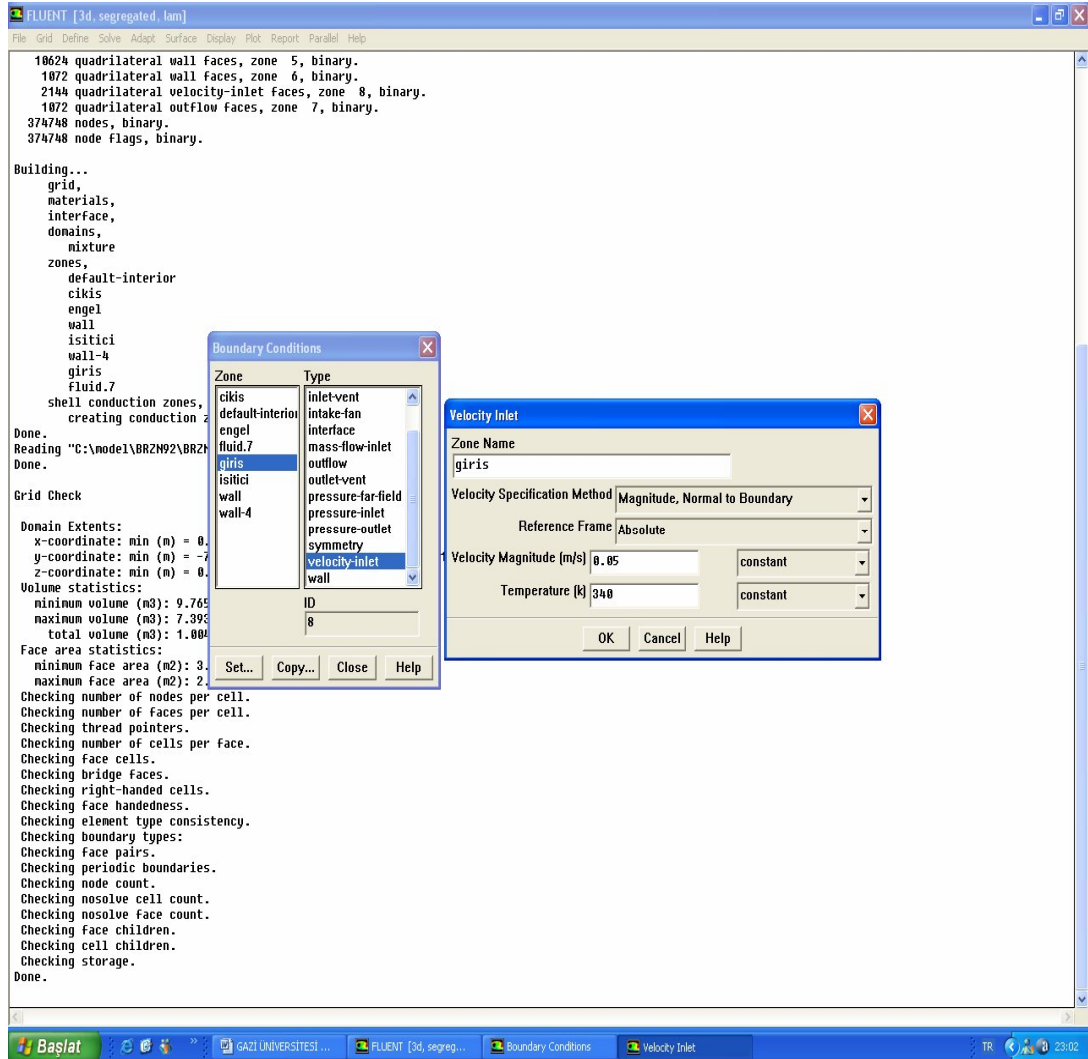 FLUENT [3d, segregated, lam]
File Grid Define Solve Adapt Surface Display Plot Report Parallel Help
10624 quadrilateral wall faces, zone 5, binary.
1072 quadrilateral wall faces, zone 6, binary.
2144 quadrilateral velocity-inlet faces, zone 8, binary.
1072 quadrilateral outflow faces, zone 7, binary.
374748 nodes, binary.
374748 node flags, binary.
Building...
grid,
materials,
interface,
domains,
mixture
zones,
default-interior
cikis
engel
wall
isitici
wall-4
giris
fluid.7
shell conduction zones,
creating conduction z
Done.
Reading "C:\model\BRZN92\BRZN
Done.
Grid Check
Domain Extents:
x-coordinate: min (m) = 0.
y-coordinate: min (m) = -7
z-coordinate: min (m) = 0.
Volume statistics:
minimum volume (m3): 9.765
maximum volume (m3): 7.393
total volume (m3): 1.004
Face area statistics:
minimum face area (m2): 3.
maximum face area (m2): 2.
Checking number of nodes per cell.
Checking number of faces per cell.
Checking thread pointers.
Checking number of cells per face.
Checking face cells.
Checking bridge faces.
Checking right-handed cells.
Checking face handedness.
Checking element type consistency.
Checking boundary types:
Checking face pairs.
Checking periodic boundaries.
Checking node count.
Checking nosolve cell count.
Checking nosolve face count.
Checking face children.
Checking cell children.
Checking storage.
Done.
Boundary Conditions
Zone
cikis
default-interior
engel
fluid.7
giris
isitici
wall
wall-4
Type
inlet-vent
intake-fan
interface
mass-flow-inlet
outflow
outlet-vent
pressure-far-field
pressure-inlet
pressure-outlet
symmetry
velocity-inlet
wall
ID
8
Set... Copy... Close Help
Velocity Inlet
Zone Name
giris
Velocity Specification Method Magnitude, Normal to Boundary
Reference Frame Absolute
Velocity Magnitude (m/s) 0.05 constant
Temperature (k) 340 constant
OK Cancel Help
Başlat GAZİ ÜNİVERSİTESİ ... FLUENT [3d, segreg... Boundary Conditions Velocity Inlet TR 23:02